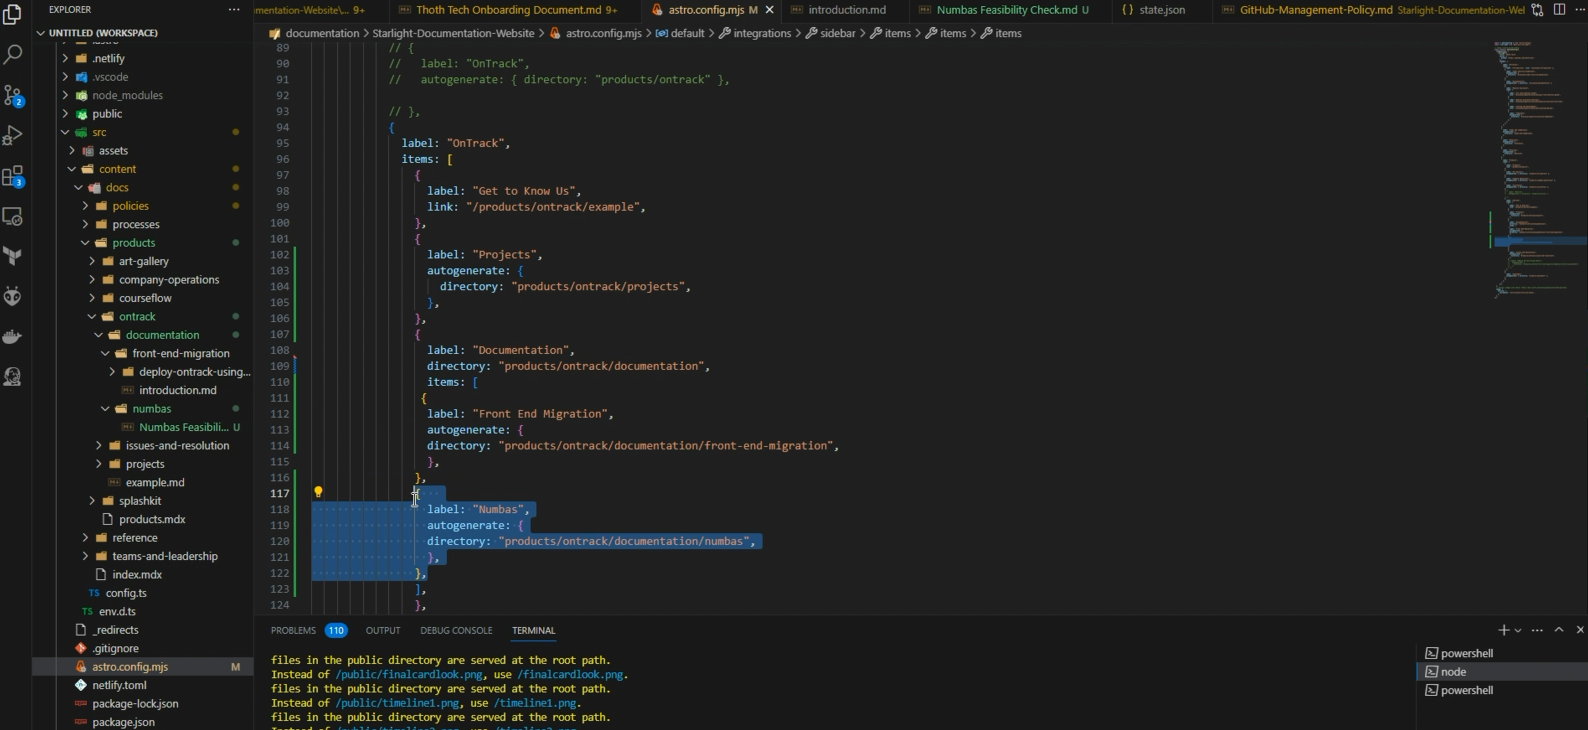 EXPLORER
UNTITLED (WORKSPACE)
.netlify
.vscode
node_modules
public
src
assets
content
docs
policies
processes
products
art-gallery
company-operations
courseflow
ontrack
documentation
front-end-migration
deploy-ontrack-using...
introduction.md
numbas
Numbas Feasibili... U
issues-and-resolution
projects
example.md
splashkit
products.mdx
reference
teams-and-leadership
index.mdx
TS config.ts
TS env.d.ts
_redirects
.gitignore
astro.config.mjs M
netlify.toml
package-lock.json
package.json
2
3
mentation-Website\... 9+
Thoth Tech Onboarding Document.md 9+
astro.config.mjs M
introduction.md
Numbas Feasibility Check.md U
{} state.json
GitHub-Management-Policy.md Starlight-Documentation-Wel
documentation > Starlight-Documentation-Website > astro.config.mjs > default > integrations > sidebar > items > items > items
89 // {
90 // label: "OnTrack",
91 // autogenerate: { directory: "products/ontrack" },
92
93 // },
94 {
95 label: "OnTrack",
96 items: [
97 {
98 label: "Get to Know Us",
99 link: "/products/ontrack/example",
100 },
101 {
102 label: "Projects",
103 autogenerate: {
104 directory: "products/ontrack/projects",
105 },
106 },
107 {
108 label: "Documentation",
109 directory: "products/ontrack/documentation",
110 items: [
111 {
112 label: "Front End Migration",
113 autogenerate: {
114 directory: "products/ontrack/documentation/front-end-migration",
115 },
116 },
117 {
118 label: "Numbas",
119 autogenerate: {
120 directory: "products/ontrack/documentation/numbas",
121 },
122 },
123 ],
124 },
PROBLEMS 110 OUTPUT DEBUG CONSOLE TERMINAL
files in the public directory are served at the root path.
Instead of /public/finalcardlook.png, use /finalcardlook.png.
files in the public directory are served at the root path.
Instead of /public/timeline1.png, use /timeline1.png.
files in the public directory are served at the root path.
powershell
node
powershell